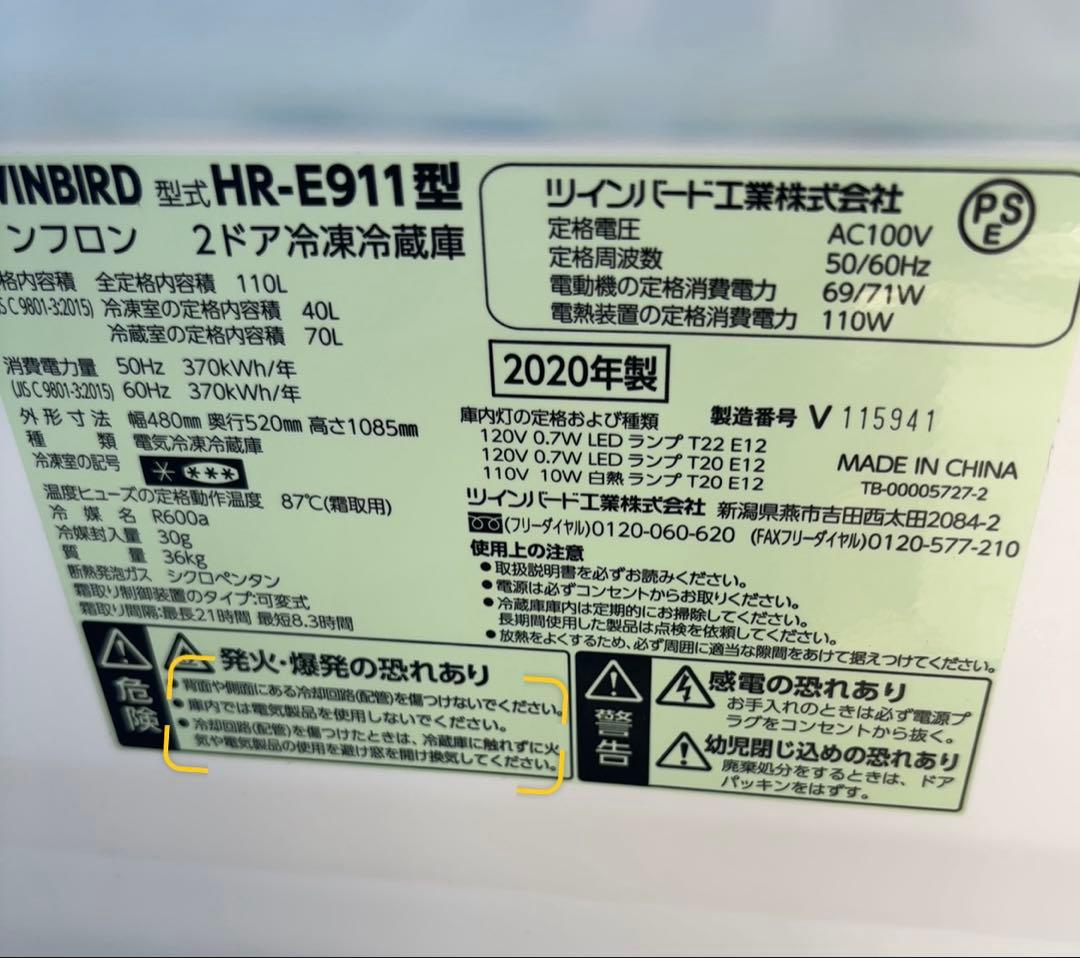 WINBIRD 型式 HR-E911型
ンフロン 2ドア冷凍冷蔵庫
格内容積 全定格内容積 110L
(JIS C 9801-3:2015) 冷凍室の定格内容積 40L
冷蔵室の定格内容積 70L
消費電力量 50Hz 370kWh/年
(JIS C 9801-3:2015) 60Hz 370kWh/年
外形寸法 幅480mm 奥行520mm 高さ1085mm
種類 電気冷凍冷蔵庫
冷凍室の記号 * ***
温度ヒューズの定格動作温度 87℃(霜取用)
冷媒名 R600a
冷媒封入量 30g
質量 36kg
断熱発泡ガス シクロペンタン
霜取り制御装置のタイプ:可変式
霜取り間隔:最長21時間 最短8.3時間
ツインバード工業株式会社
PSE
定格電圧 AC100V
定格周波数 50/60Hz
電動機の定格消費電力 69/71W
電熱装置の定格消費電力 110W
2020年製
庫内灯の定格および種類
120V 0.7W LED ランプ T22 E12
120V 0.7W LED ランプ T20 E12
110V 10W 白熱 ランプ T20 E12
製造番号 V 115941
MADE IN CHINA
TB-00005727-2
ツインバード工業株式会社 新潟県燕市吉田西太田2084-2
(フリーダイヤル)0120-060-620 (FAXフリーダイヤル)0120-577-210
使用上の注意
●取扱説明書を必ずお読みください。
●電源は必ずコンセントからお取りください。
●冷蔵庫庫内は定期的にお掃除してください。
長期間使用した製品は点検を依頼してください。
●放熱をよくするため、必ず周囲に適当な隙間をあけて据えつけてください。
危険
発火・爆発の恐れあり
●背面や側面にある冷却回路(配管)を傷つけないでください。
●庫内では電気製品を使用しないでください。
●冷却回路(配管)を傷つけたときは、冷蔵庫に触れずに火
気や電気製品の使用を避け窓を開け換気してください。
警告
感電の恐れあり
お手入れのときは必ず電源プ
ラグをコンセントから抜く。
幼児閉じ込めの恐れあり
廃棄処分をするときは、ドア
パッキンをはずす。